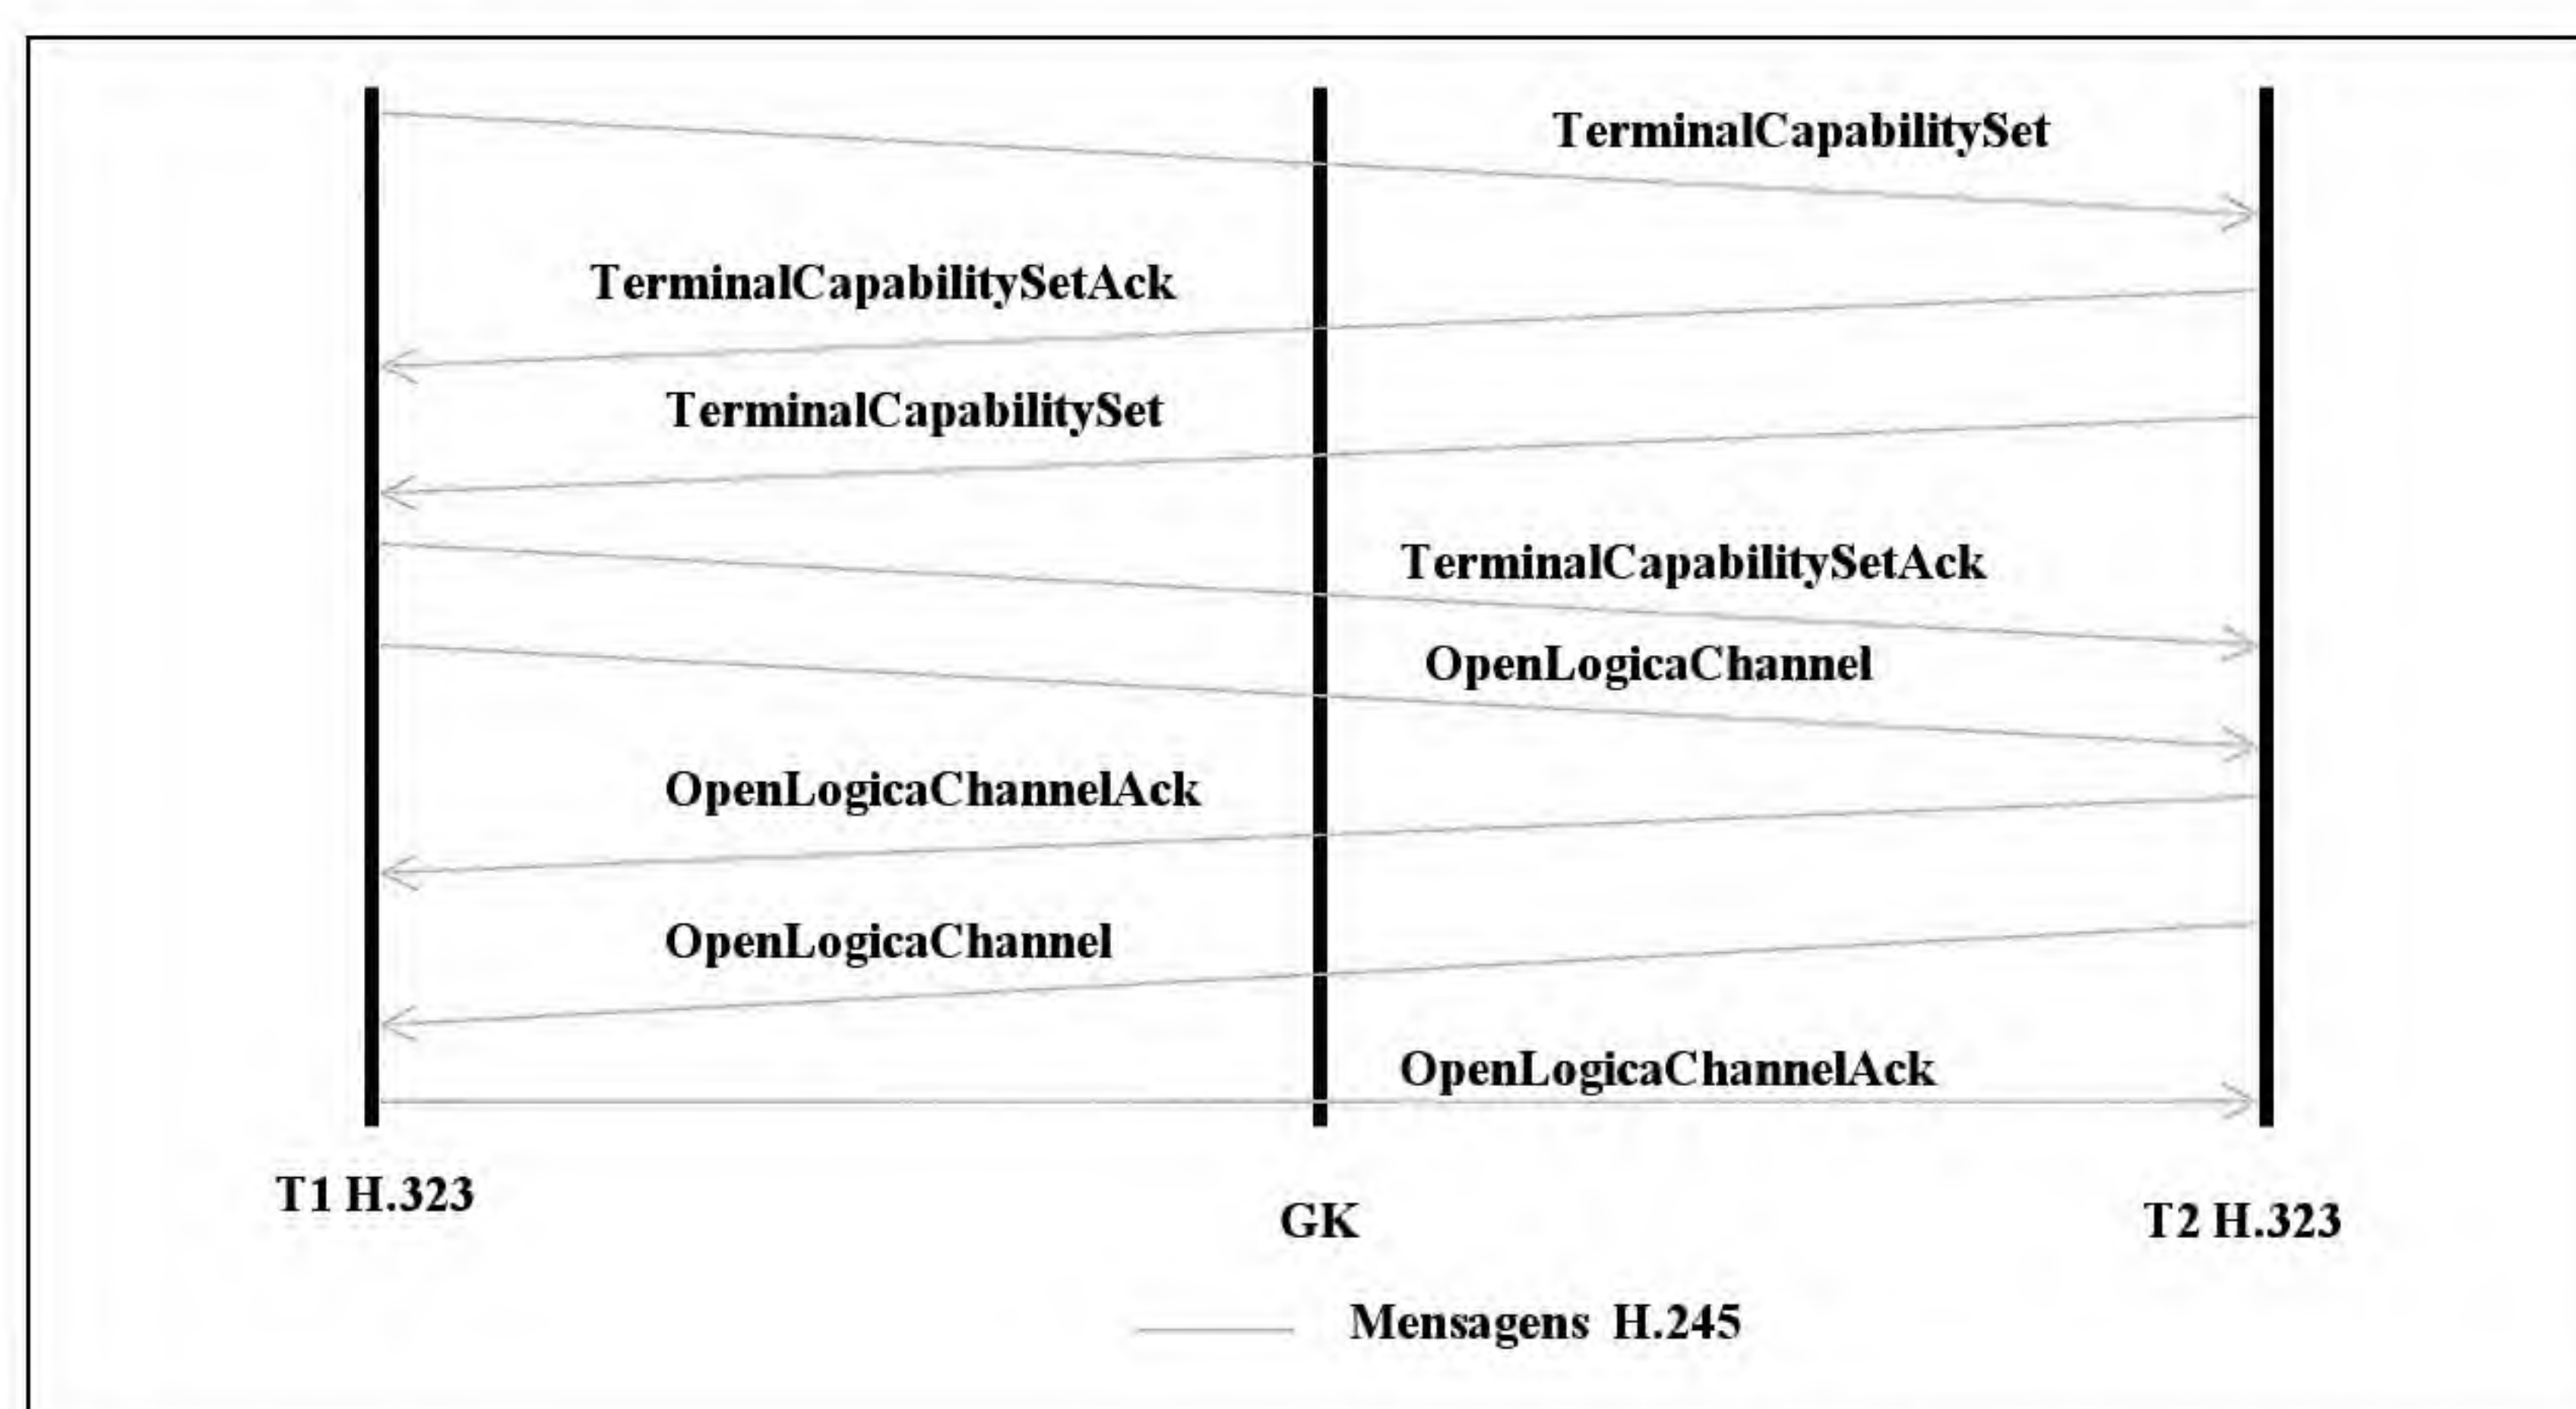 TerminalCapabilitySet
TerminalCapabilitySetAck
TerminalCapabilitySet
TerminalCapabilitySetAck
OpenLogicaChannel
OpenLogicaChannelAck
OpenLogicaChannel
OpenLogicaChannelAck
T1 H.323
GK
T2 H.323
Mensagens H.245